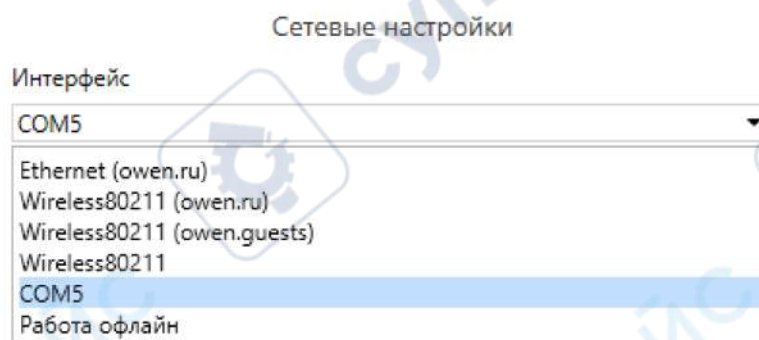 Сетевые настройки
Интерфейс
COM5
Ethernet (owen.ru)
Wireless80211 (owen.ru)
Wireless80211 (owen.guests)
Wireless80211
COM5
Работа офлайн